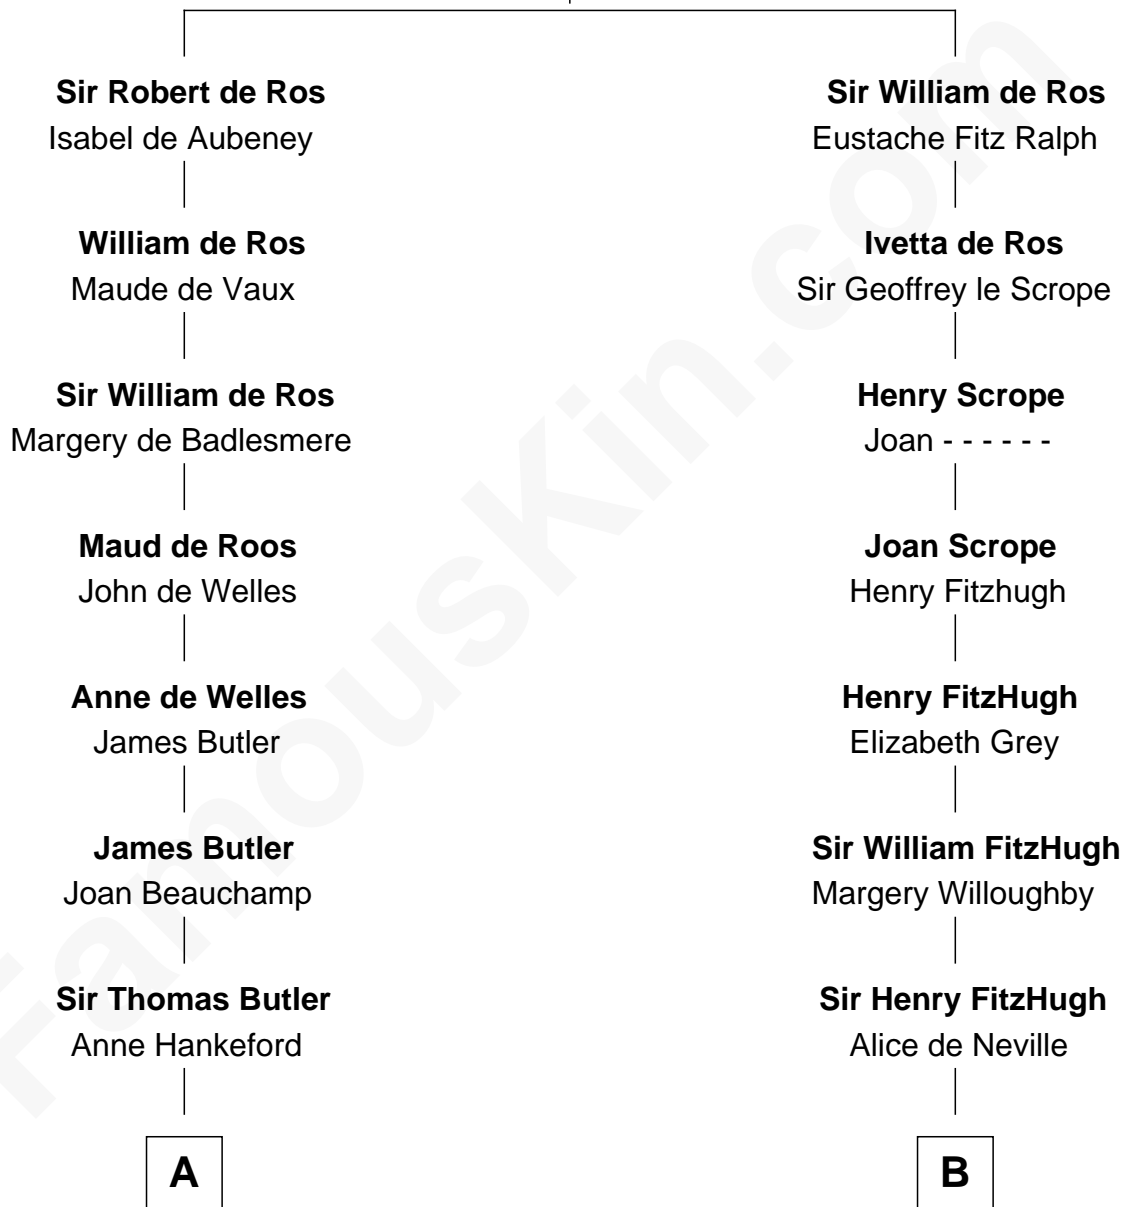 Sir Robert de Ros
Isabel de Aubeney
William de Ros
Maude de Vaux
Sir William de Ros
Margery de Badlesmere
Maud de Roos
John de Welles
Anne de Welles
James Butler
James Butler
Joan Beauchamp
Sir Thomas Butler
Anne Hankeford
A
Sir William de Ros
Eustache Fitz Ralph
Ivetta de Ros
Sir Geoffrey le Scrope
Henry Scrope
Joan - - - - - -
Joan Scrope
Henry Fitzhugh
Henry FitzHugh
Elizabeth Grey
Sir William FitzHugh
Margery Willoughby
Sir Henry FitzHugh
Alice de Neville
B
FamousKin.com